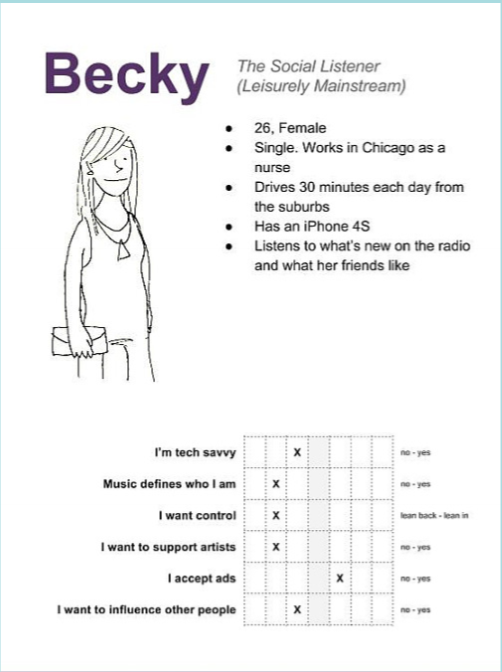 Becky
The Social Listener
(Leisurely Mainstream)
● 26, Female
● Single. Works in Chicago as a
nurse
● Drives 30 minutes each day from
the suburbs
● Has an iPhone 4S
● Listens to what's new on the radio
and what her friends like
I'm tech savvy x no - yes
Music defines who I am x no - yes
I want control x lean back - lean in
I want to support artists x no - yes
I accept ads x no - yes
I want to influence other people x no - yes